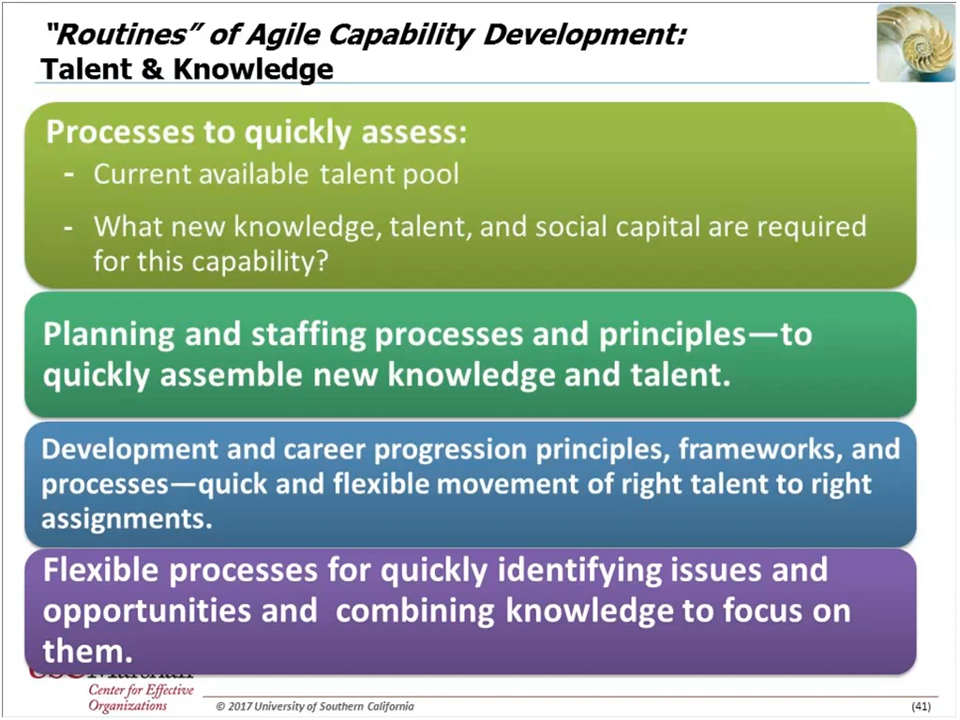 “Routines” of Agile Capability Development:
Talent & Knowledge
Processes to quickly assess:
- Current available talent pool
- What new knowledge, talent, and social capital are required
for this capability?
Planning and staffing processes and principles—to
quickly assemble new knowledge and talent.
Development and career progression principles, frameworks, and
processes—quick and flexible movement of right talent to right
assignments.
Flexible processes for quickly identifying issues and
opportunities and combining knowledge to focus on
them.
Center for Effective
Organizations
© 2017 University of Southern California
(41)